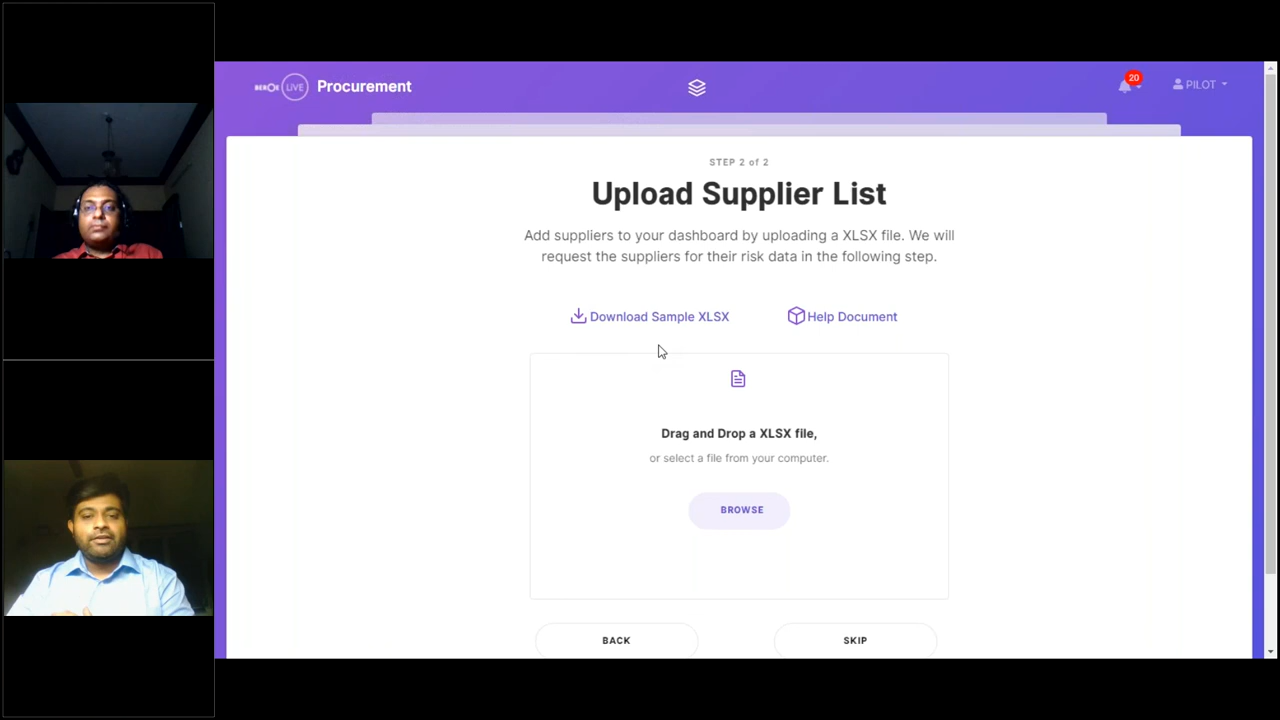 BEROE LIVE Procurement
20
PILOT
STEP 2 of 2
Upload Supplier List
Add suppliers to your dashboard by uploading a XLSX file. We will
request the suppliers for their risk data in the following step.
Download Sample XLSX
Help Document
Drag and Drop a XLSX file,
or select a file from your computer.
BROWSE
BACK
SKIP